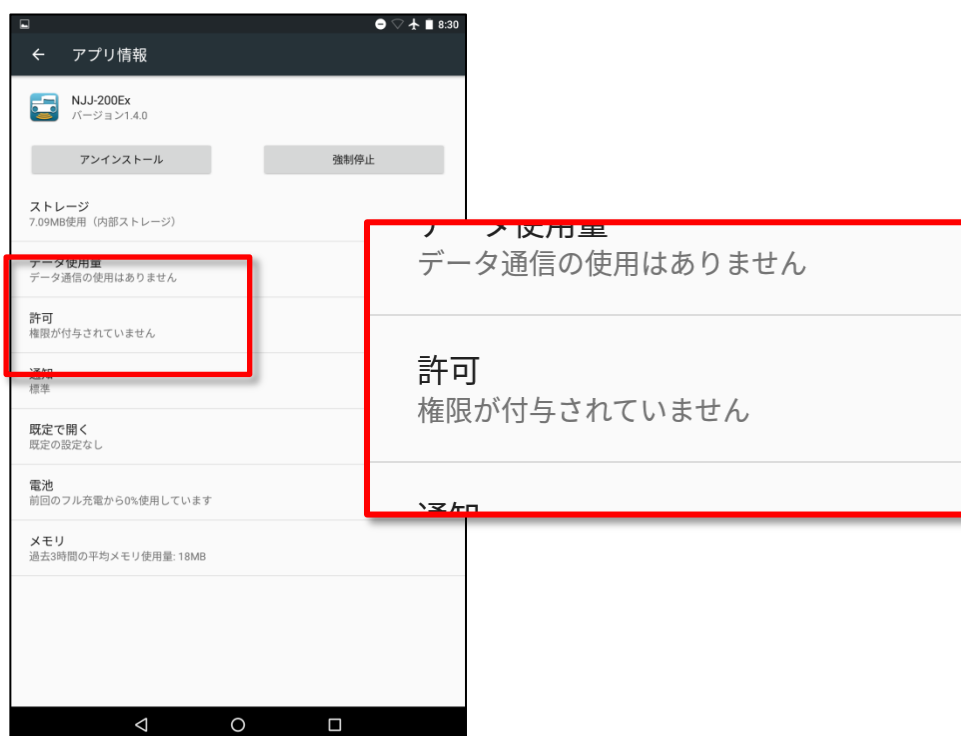 8:30
アプリ情報
NJJ-200Ex
バージョン1.4.0
アンインストール
強制停止
ストレージ
7.09MB使用（内部ストレージ）
データ使用量
データ通信の使用はありません
許可
権限が付与されていません
通知
標準
既定で開く
既定の設定なし
電池
前回のフル充電から0%使用しています
メモリ
過去3時間の平均メモリ使用量: 18MB
データ使用量
データ通信の使用はありません
許可
権限が付与されていません
通知